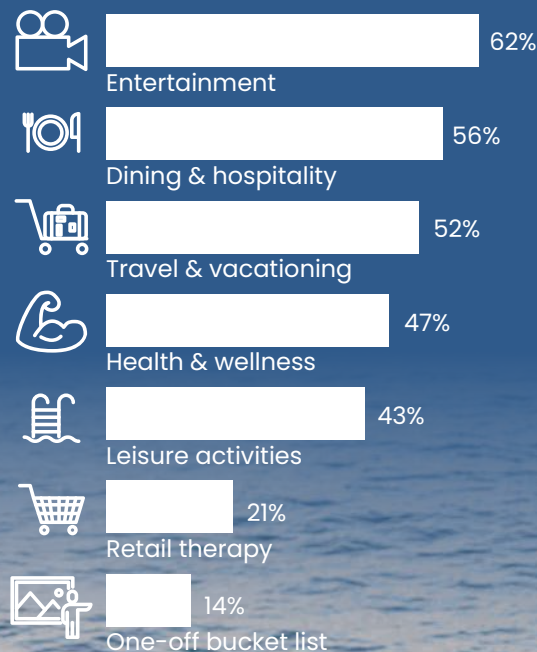 62%
Entertainment
56%
Dining & hospitality
52%
Travel & vacationing
47%
Health & wellness
43%
Leisure activities
21%
Retail therapy
14%
One-off bucket list